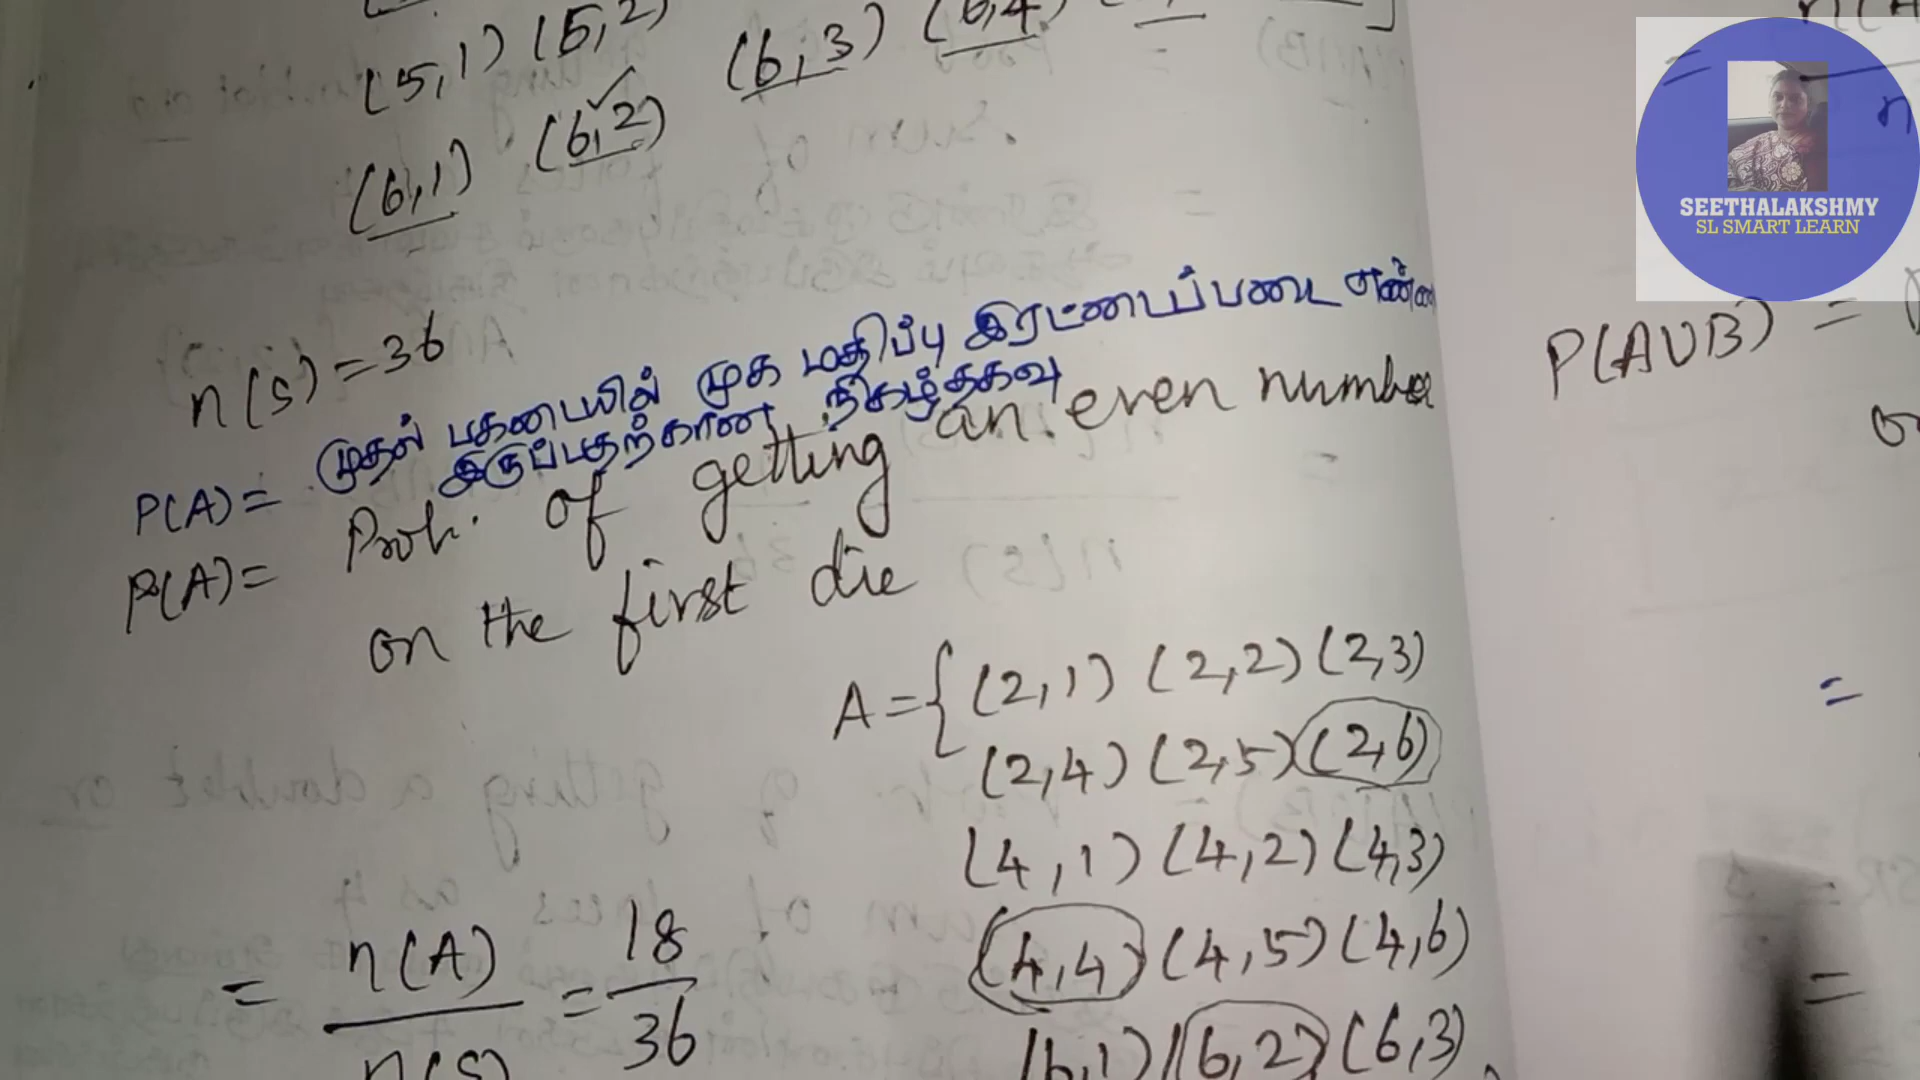 (5,1) (5,2)
(6,1) (6,2) (6,3) (6,4)
n(S) = 36
P(A) = முதல் பகடையில் முக மதிப்பு இரட்டைப்படை எண்
இருப்பதற்கான நிகழ்தகவு
P(A) = Prob. of getting an even number
on the first die
A = { (2,1) (2,2) (2,3)
(2,4) (2,5) (2,6)
(4,1) (4,2) (4,3)
(4,4) (4,5) (4,6)
(6,1) (6,2) (6,3)
= n(A)/n(S) = 18/36
P(AUB) =
SEETHALAKSHMY
SL SMART LEARN